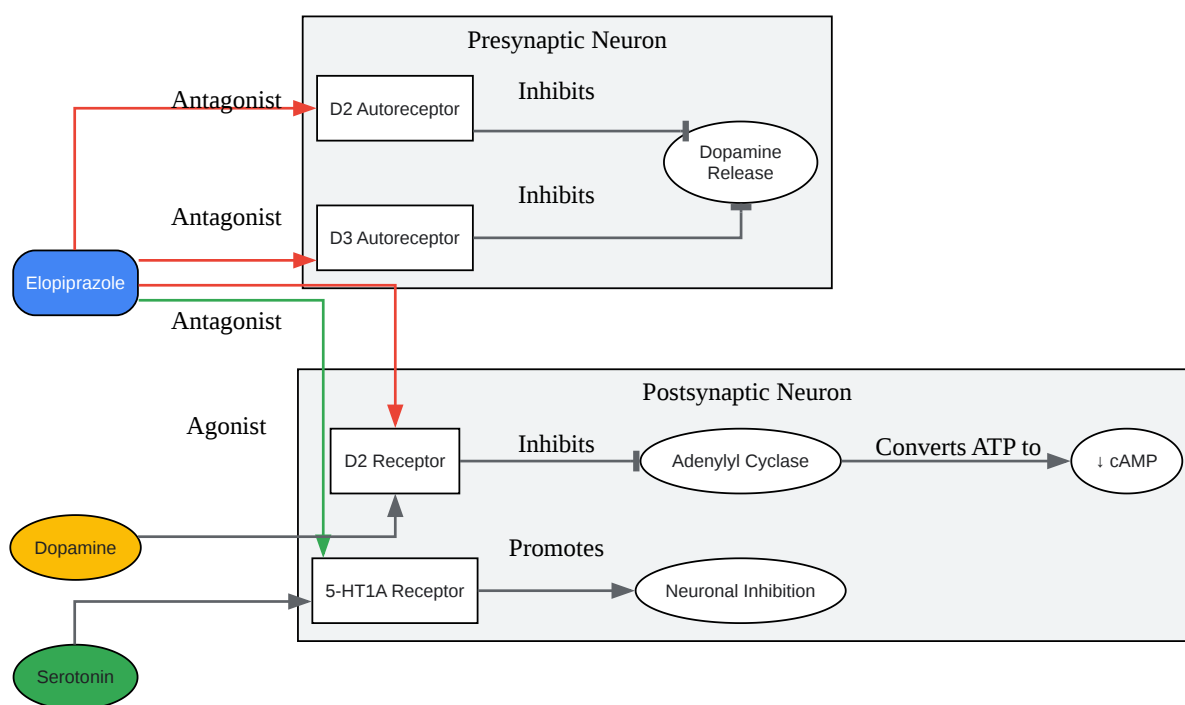 Presynaptic Neuron
Antagonist
D2 Autoreceptor
Inhibits
Dopamine
Release
Antagonist
D3 Autoreceptor
Inhibits
Elopiprazole
Antagonist
Postsynaptic Neuron
Agonist
D2 Receptor
Inhibits
Adenylyl Cyclase
Converts ATP to
↓ cAMP
Dopamine
5-HT1A Receptor
Promotes
Neuronal Inhibition
Serotonin